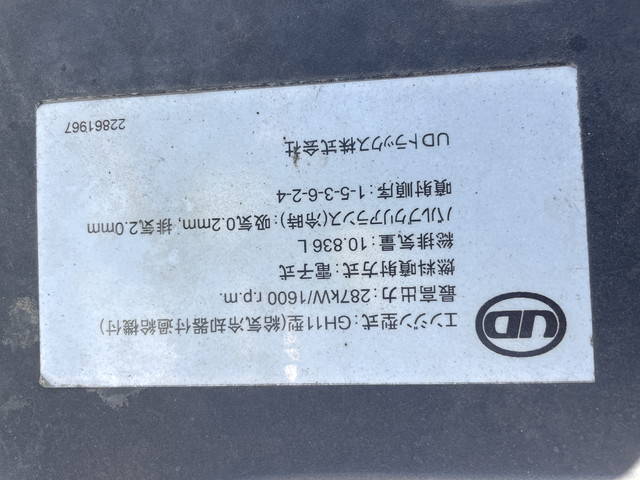 UD
エンジン型式:GH11型(給気冷却器付過給機付)
最高出力:287kW/1600 r.p.m.
燃料噴射方式:電子式
総排気量:10.836 L
バルブクリアランス(冷時):吸気0.2mm, 排気2.0mm
噴射順序:1-5-3-6-2-4
UDトラックス株式会社
22861967